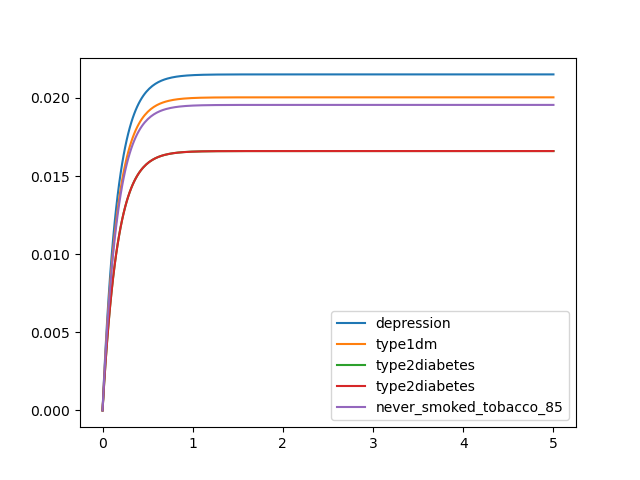 0.020
0.015
0.010
0.005
0.000
depression
type1dm
type2diabetes
type2diabetes
never_smoked_tobacco_85
0 1 2 3 4 5